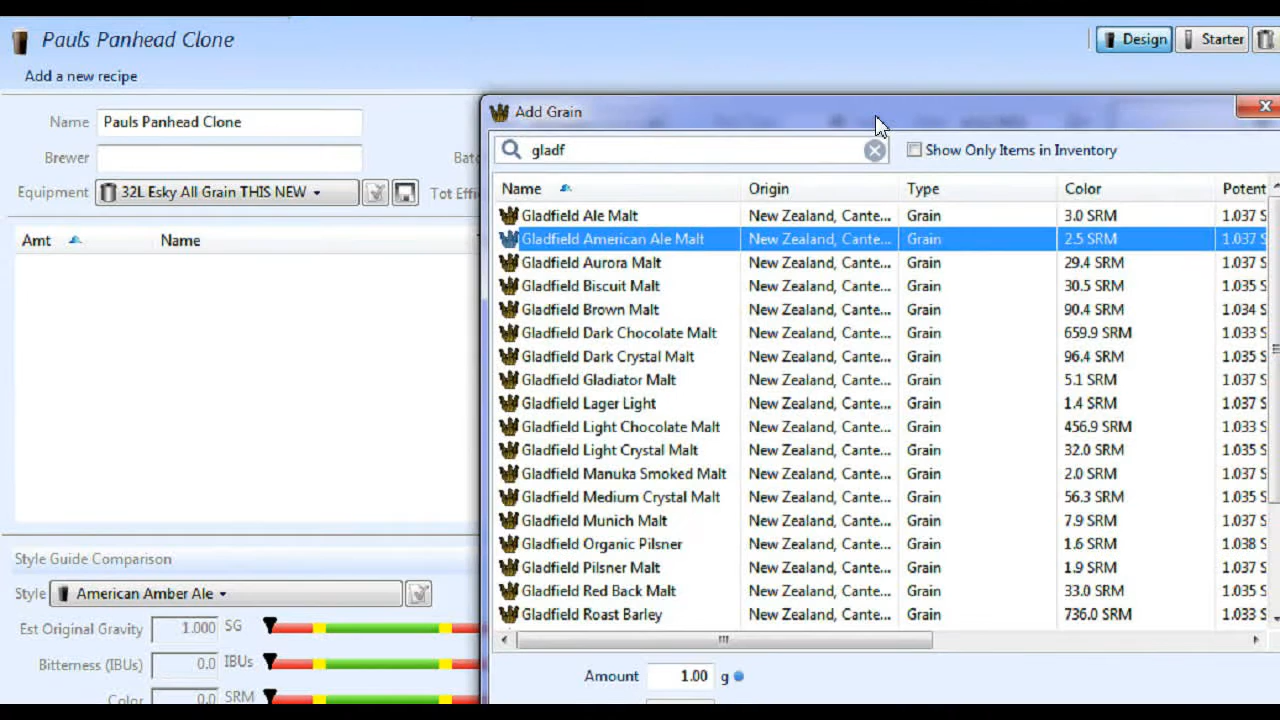 Pauls Panhead Clone
Design
Starter
Add a new recipe
Add Grain
Name Pauls Panhead Clone
gladf
Show Only Items in Inventory
Brewer
Equipment 32L Esky All Grain THIS NEW
Tot Effi
Name Origin Type Color Potent
Gladfield Ale Malt New Zealand, Cante... Grain 3.0 SRM 1.037 S
Gladfield American Ale Malt New Zealand, Cante... Grain 2.5 SRM 1.037 S
Amt Name
Gladfield Aurora Malt New Zealand, Cante... Grain 29.4 SRM 1.037 S
Gladfield Biscuit Malt New Zealand, Cante... Grain 30.5 SRM 1.035 S
Gladfield Brown Malt New Zealand, Cante... Grain 90.4 SRM 1.034 S
Gladfield Dark Chocolate Malt New Zealand, Cante... Grain 659.9 SRM 1.033 S
Gladfield Dark Crystal Malt New Zealand, Cante... Grain 96.4 SRM 1.035 S
Gladfield Gladiator Malt New Zealand, Cante... Grain 5.1 SRM 1.037 S
Gladfield Lager Light New Zealand, Cante... Grain 1.4 SRM 1.037 S
Gladfield Light Chocolate Malt New Zealand, Cante... Grain 456.9 SRM 1.033 S
Gladfield Light Crystal Malt New Zealand, Cante... Grain 32.0 SRM 1.035 S
Gladfield Manuka Smoked Malt New Zealand, Cante... Grain 2.0 SRM 1.037 S
Gladfield Medium Crystal Malt New Zealand, Cante... Grain 56.3 SRM 1.035 S
Gladfield Munich Malt New Zealand, Cante... Grain 7.9 SRM 1.037 S
Gladfield Organic Pilsner New Zealand, Cante... Grain 1.6 SRM 1.038 S
Gladfield Pilsner Malt New Zealand, Cante... Grain 1.9 SRM 1.037 S
Gladfield Red Back Malt New Zealand, Cante... Grain 33.0 SRM 1.035 S
Gladfield Roast Barley New Zealand, Cante... Grain 736.0 SRM 1.033 S
Amount 1.00 g
Style Guide Comparison
Style American Amber Ale
Est Original Gravity 1.000 SG
Bitterness (IBUs) 0.0 IBUs
Color 0.0 SRM